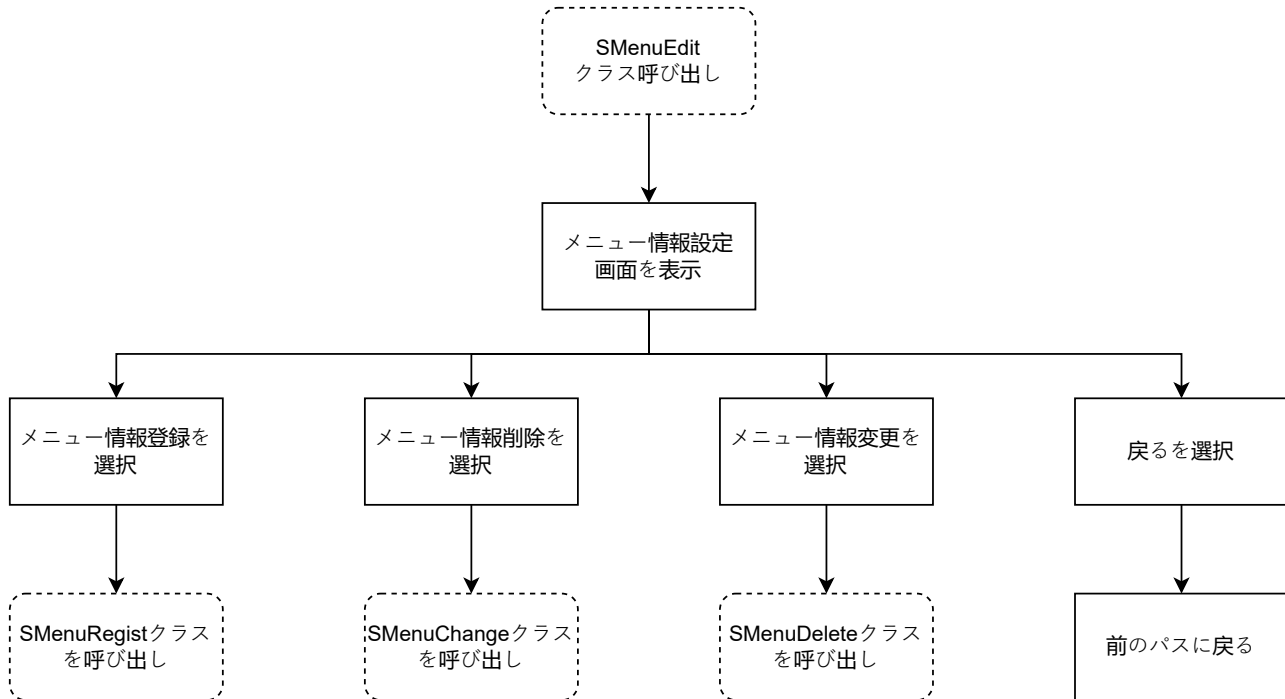 SMenuEdit
クラス呼び出し
メニュー情報設定
画面を表示
メニュー情報登録を
選択
メニュー情報削除を
選択
メニュー情報変更を
選択
戻るを選択
SMenuRegistクラス
を呼び出し
SMenuChangeクラス
を呼び出し
SMenuDeleteクラス
を呼び出し
前のパスに戻る